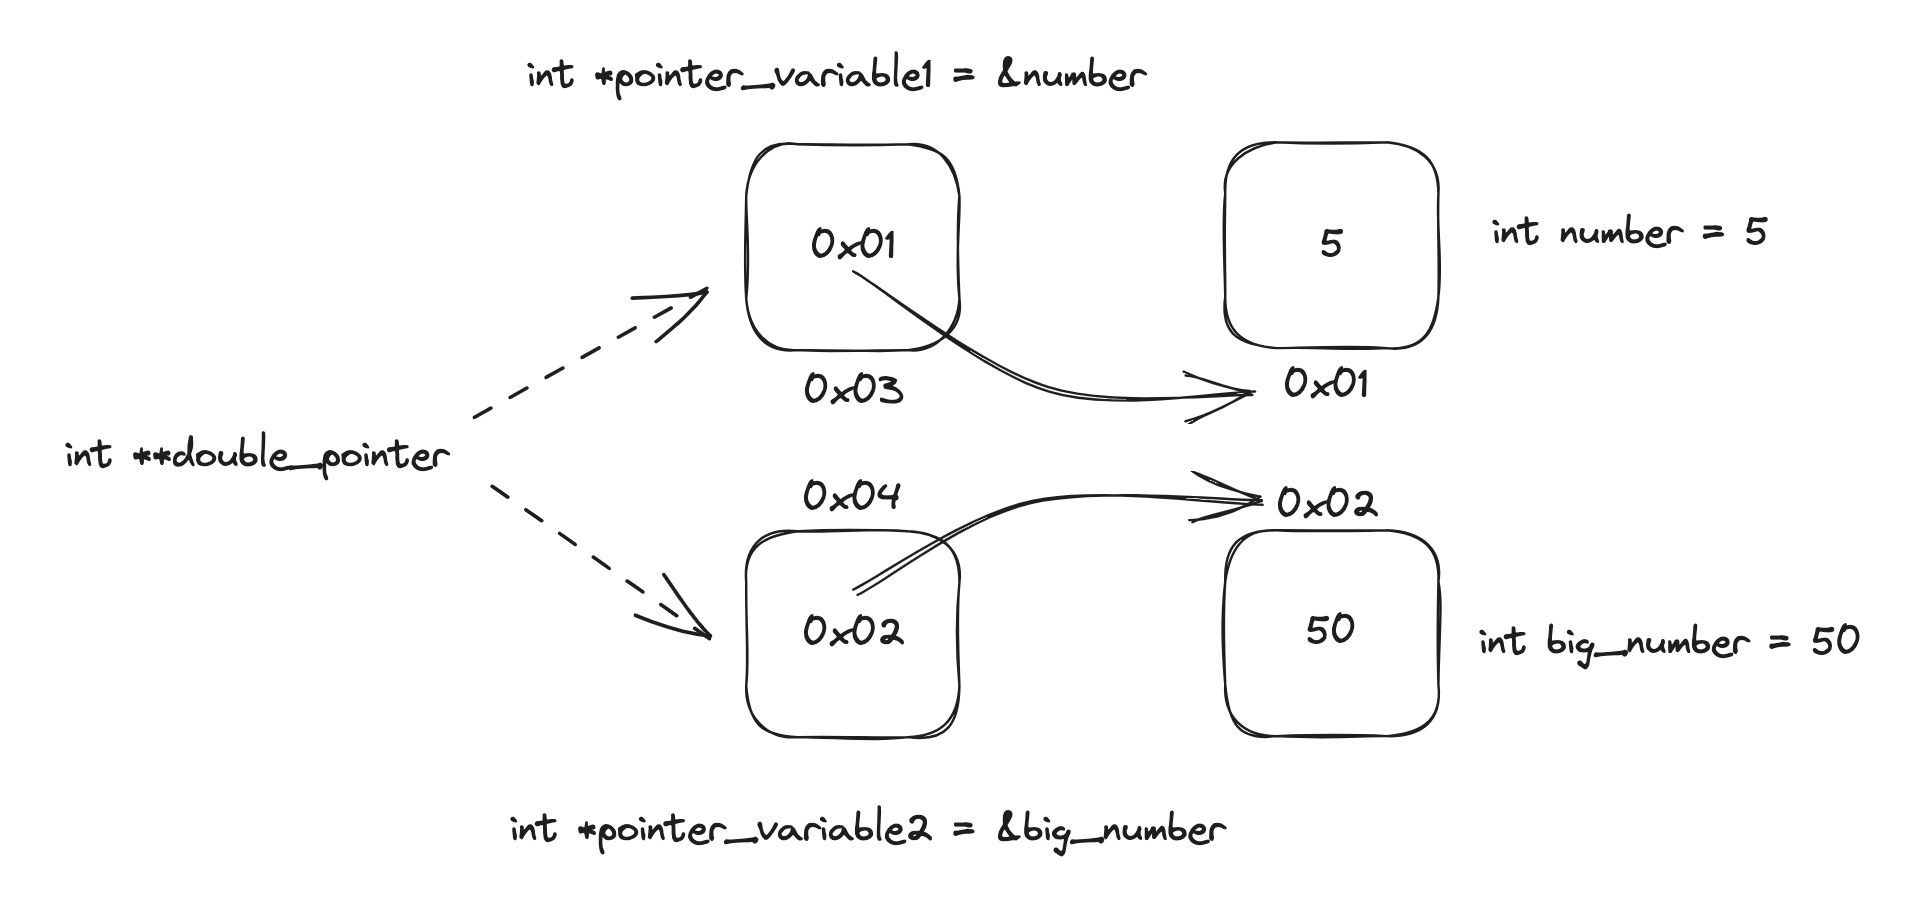 int *pointer_variable1 = &number
0x01
5
int number = 5
0x03
0x01
int **double_pointer
0x04
0x02
0x02
50
int big_number = 50
int *pointer_variable2 = &big_number